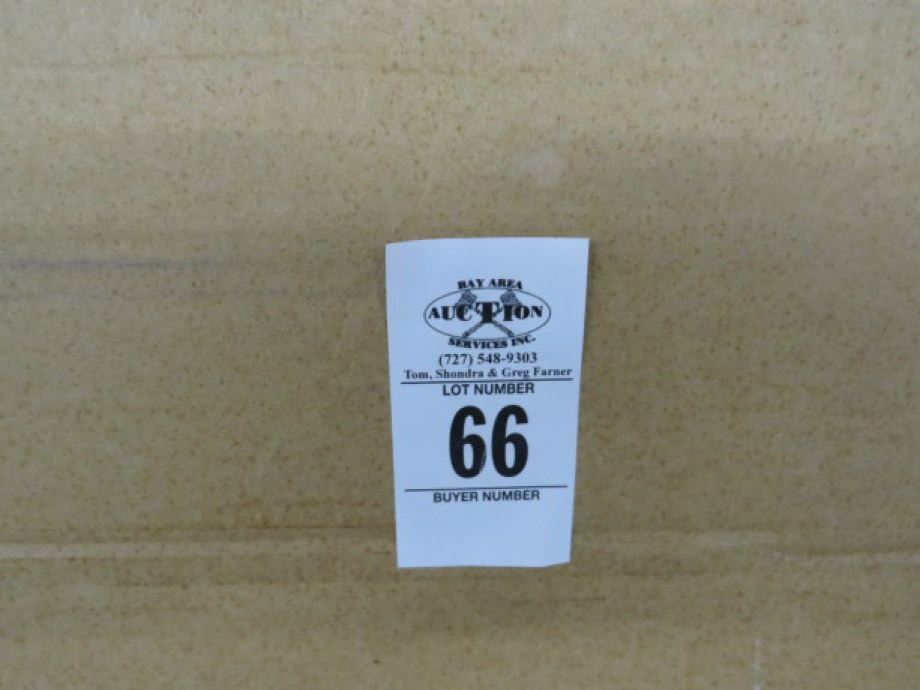 BAY AREA
AUCTION
SERVICES INC.
(727) 548-9303
Tom, Shondra & Greg Farner
LOT NUMBER
66
BUYER NUMBER